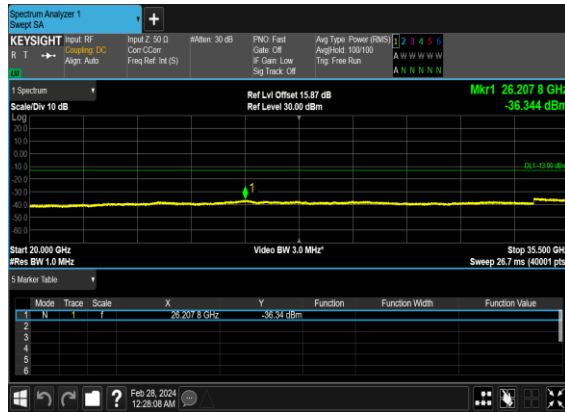 Spectrum Analyzer 1
Swept SA
+
KEYSIGHT Input: RF Input Z: 50 Ω #Atten: 30 dB PNO: Fast Avg Type: Power (RMS) 1 2 3 4 5 6
R T Coupling: DC Corr CCorr Gate: Off Avg|Hold: 100/100 A W W W W W
Align: Auto Freq Ref: Int (S) IF Gain: Low Trig: Free Run
Sig Track: Off A N N N N N
LU
1 Spectrum Ref Lvl Offset 15.87 dB Mkr1 26.207 8 GHz
Scale/Div 10 dB Ref Level 30.00 dBm -36.344 dBm
Log
20.0
10.0
0.00
-10.0
DL1 -13.00 dBm
-20.0
-30.0
1
-40.0
-50.0
-60.0
Start 20.000 GHz Video BW 3.0 MHz* Stop 35.500 GHz
#Res BW 1.0 MHz Sweep 26.7 ms (40001 pts)
5 Marker Table
Mode Trace Scale X Y Function Function Width Function Value
1 N 1 f 26.207 8 GHz -36.34 dBm
2
3
4
5
6
? Feb 28, 2024
12:28:08 AM